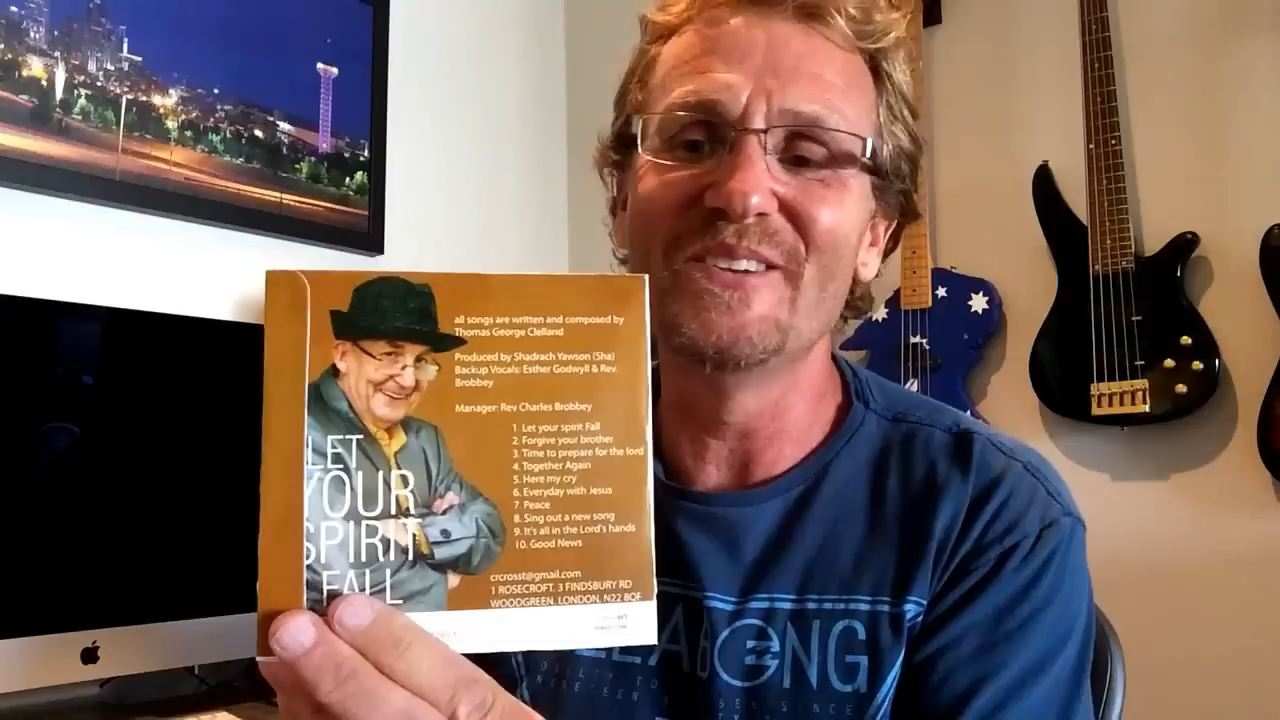 all songs are written and composed by
Thomas George Clelland
Produced by Shadrach Yawson (Sha)
Backup Vocals: Esther Godwyll & Rev.
Brobbey
Manager: Rev Charles Brobbey
1 Let your spirit Fall
2. Forgive your brother
3. Time to prepare for the lord
4. Together Again
5. Here my cry
6. Everyday with Jesus
7. Peace
8. Sing out a new song
9. It's all in the Lord's hands
10. Good News
crcrosst@gmail.com
1 ROSECROFT. 3 FINDSBURY RD
WOODGREEN. LONDON. N22 8QF
LET
YOUR
SPIRIT
FALL